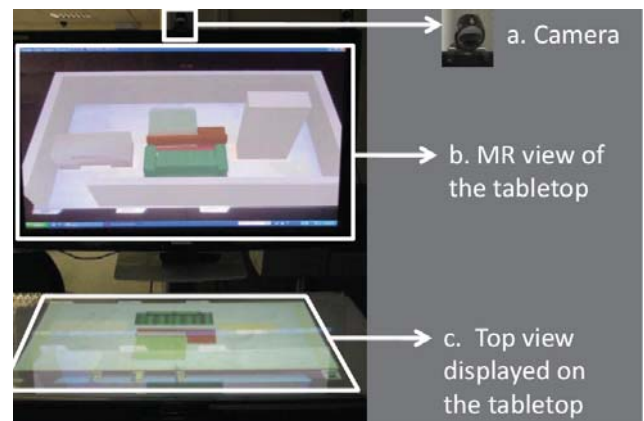 a. Camera
b. MR view of
the tabletop
c. Top view
displayed on
the tabletop